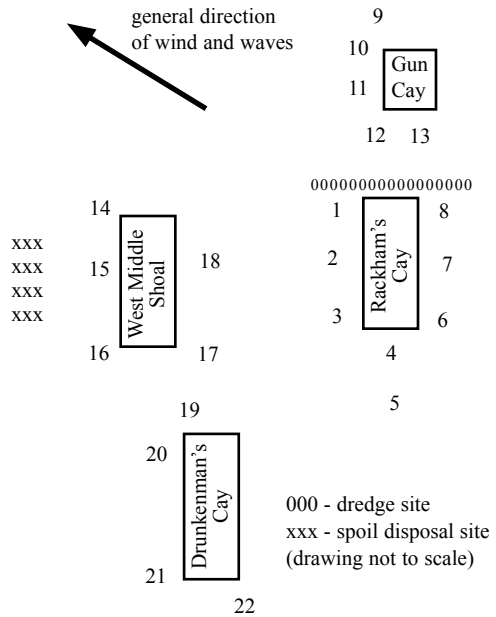 general direction
of wind and waves
9
10
Gun
Cay
11
12
13
00000000000000000
1
8
14
xxx
xxx
xxx
xxx
15
West Middle
Shoal
18
2
Rackham's
Cay
7
3
6
16
17
4
5
19
20
Drunkenman's
Cay
21
22
000 - dredge site
xxx - spoil disposal site
(drawing not to scale)